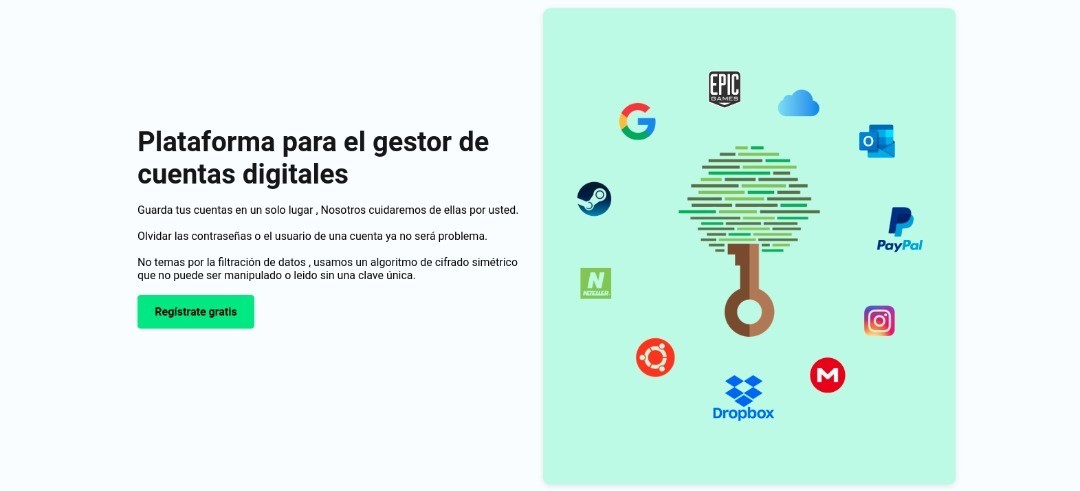 Plataforma para el gestor de
cuentas digitales
Guarda tus cuentas en un solo lugar , Nosotros cuidaremos de ellas por usted.
Olvidar las contraseñas o el usuario de una cuenta ya no será problema.
No temas por la filtración de datos , usamos un algoritmo de cifrado simétrico
que no puede ser manipulado o leido sin una clave única.
Regístrate gratis
EPIC
GAMES
PayPal
Dropbox